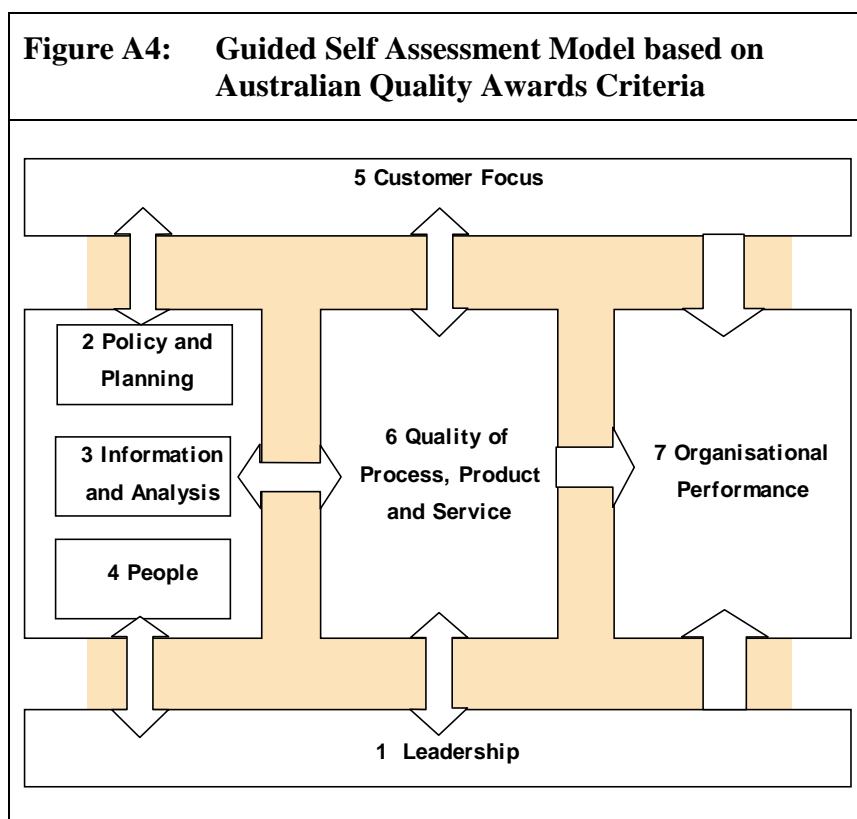 Figure A4: Guided Self Assessment Model based on
Australian Quality Awards Criteria
5 Customer Focus
2 Policy and
Planning
3 Information
and Analysis
4 People
6 Quality of
Process, Product
and Service
7 Organisational
Performance
1 Leadership